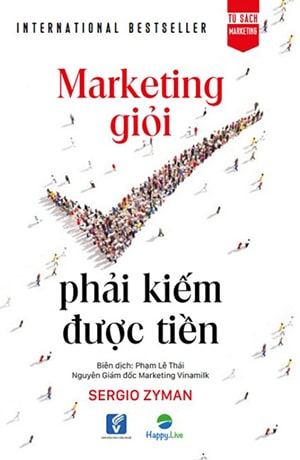 INTERNATIONAL BESTSELLER
TỦ SÁCH
MARKETING
Marketing
giỏi
phải kiếm
được tiền
Biên dịch: Phạm Lê Thái
Nguyên Giám đốc Marketing Vinamilk
SERGIO ZYMAN
Happy.Live